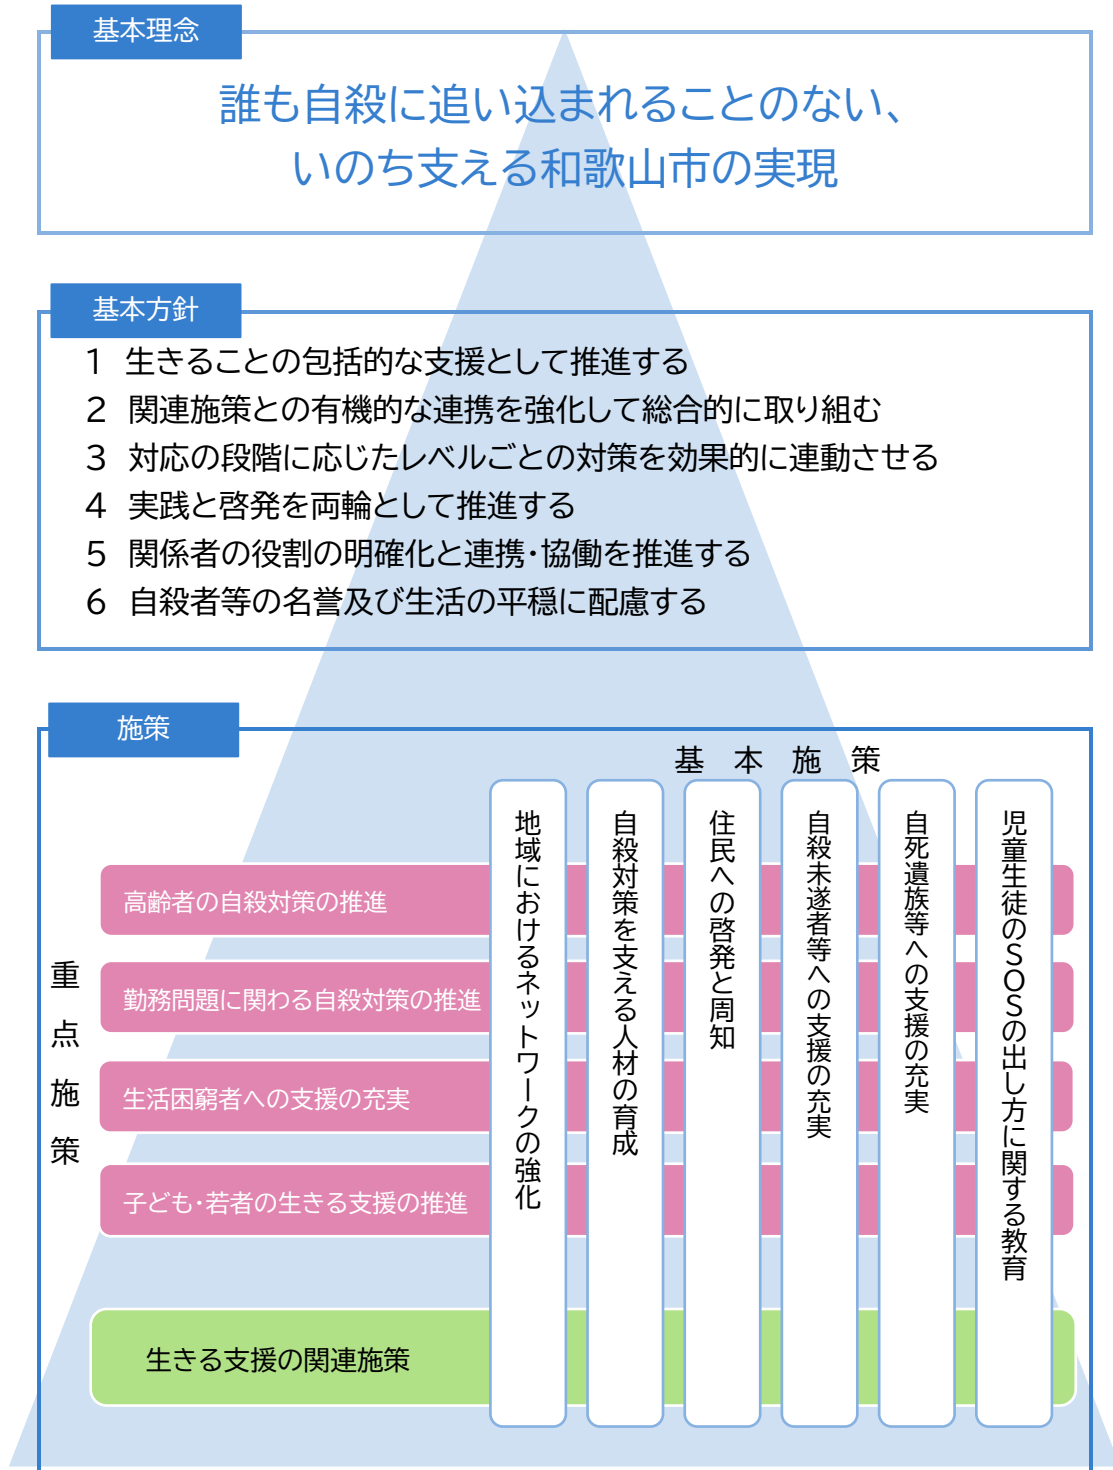 基本理念
誰も自殺に追い込まれることのない、
いのち支える和歌山市の実現
基本方針
1 生きることの包括的な支援として推進する
2 関連施策との有機的な連携を強化して総合的に取り組む
3 対応の段階に応じたレベルごとの対策を効果的に連動させる
4 実践と啓発を両輪として推進する
5 関係者の役割の明確化と連携・協働を推進する
6 自殺者等の名誉及び生活の平穏に配慮する
施策
基本施策
地域におけるネットワークの強化
自殺対策を支える人材の育成
住民への啓発と周知
自殺未遂者等への支援の充実
自死遺族等への支援の充実
児童生徒のSOSの出し方に関する教育
重点施策
高齢者の自殺対策の推進
勤務問題に関わる自殺対策の推進
生活困窮者への支援の充実
子ども・若者の生きる支援の推進
生きる支援の関連施策